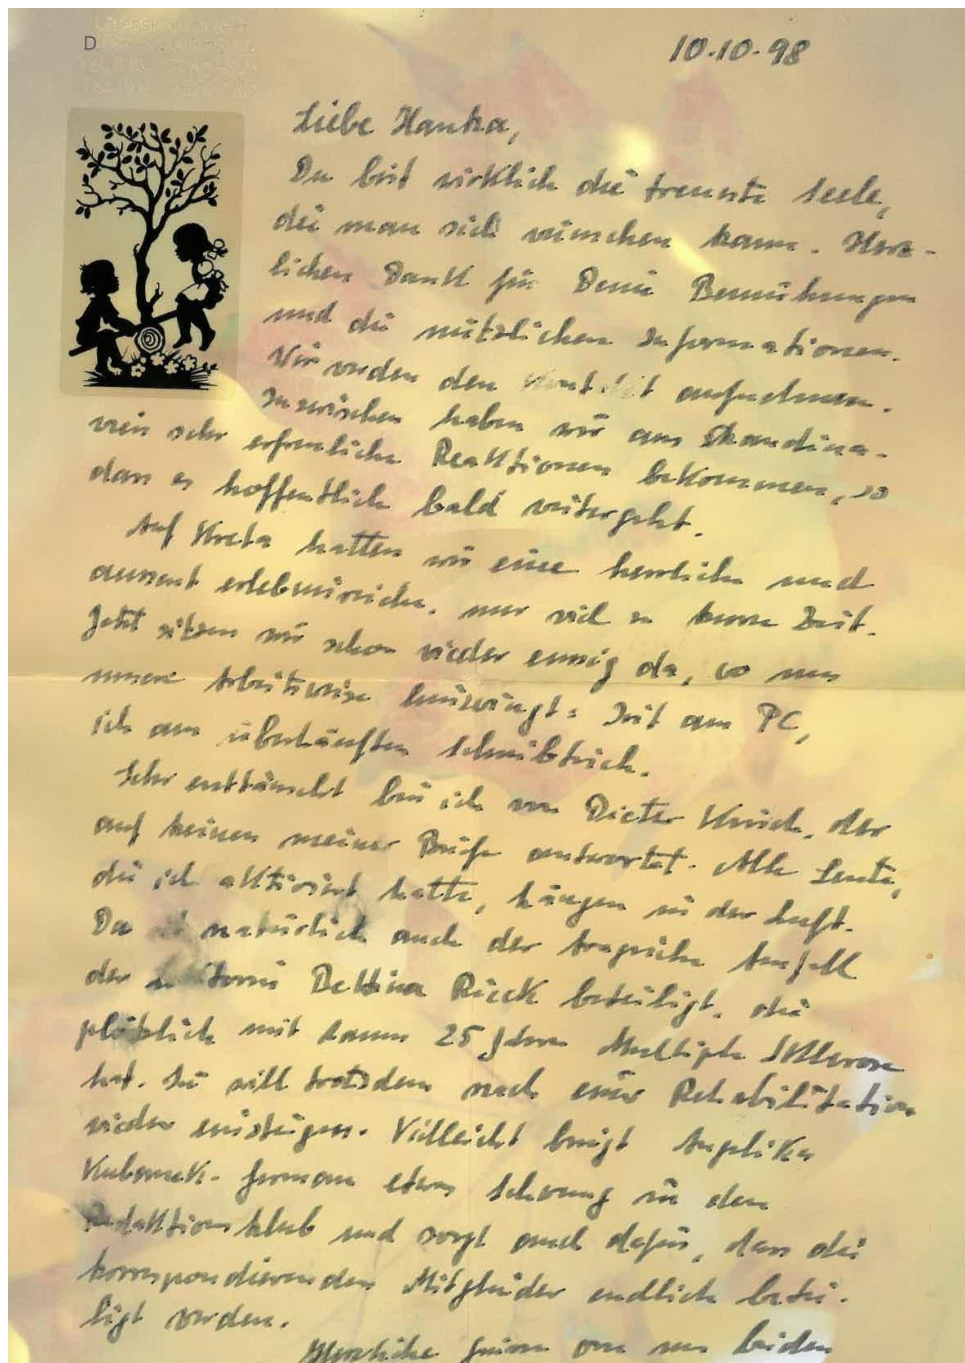 D
10.10.98
Liebe Hanka,
Du bist wirklich die treueste Seele,
die man sich wünschen kann. Herz-
lichen Dank für Deine Bemühungen
und die nützlichen Informationen.
Wir werden den Kontakt aufnehmen.
Inzwischen haben wir aus Skandina-
vien sehr erfreuliche Reaktionen bekommen, so
dass es hoffentlich bald weitergeht.
Auf Kreta hatten wir eine herrliche und
äusserst erlebnisreiche, nur viel zu kurze Zeit.
Jetzt sitzen wir schon wieder emsig da, wo uns
unsere Arbeitsweise hinzwingt: Zeit am PC,
ich am überhäuften Schreibtisch.
Sehr enttäuscht bin ich von Dieter, der
auf keinen meiner Briefe antwortet. Alle Leute,
die ich aktiviert hatte, hängen in der Luft.
Da ist natürlich auch der tragische Ausfall
der Bettina Rieck beteiligt, die
plötzlich mit kaum 25 Jahren Multiple Sklerose
hat. Sie will trotzdem nach einer Rehabilitation
wieder einsteigen. Vielleicht bringt Angelika
Kubanek-German etwas Schwung in den
Redaktionsklub und sorgt auch dafür, dass die
korrespondierenden Mitglieder endlich betei-
ligt werden.
Herzliche Grüsse von uns beiden